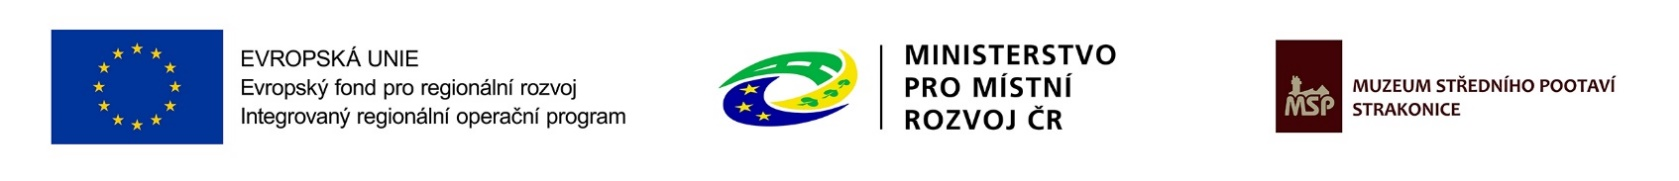 EVROPSKÁ UNIE
Evropský fond pro regionální rozvoj
Integrovaný regionální operační program
MINISTERSTVO
PRO MÍSTNÍ
ROZVOJ ČR
MSP
MUZEUM STŘEDNÍHO POOTAVÍ
STRAKONICE